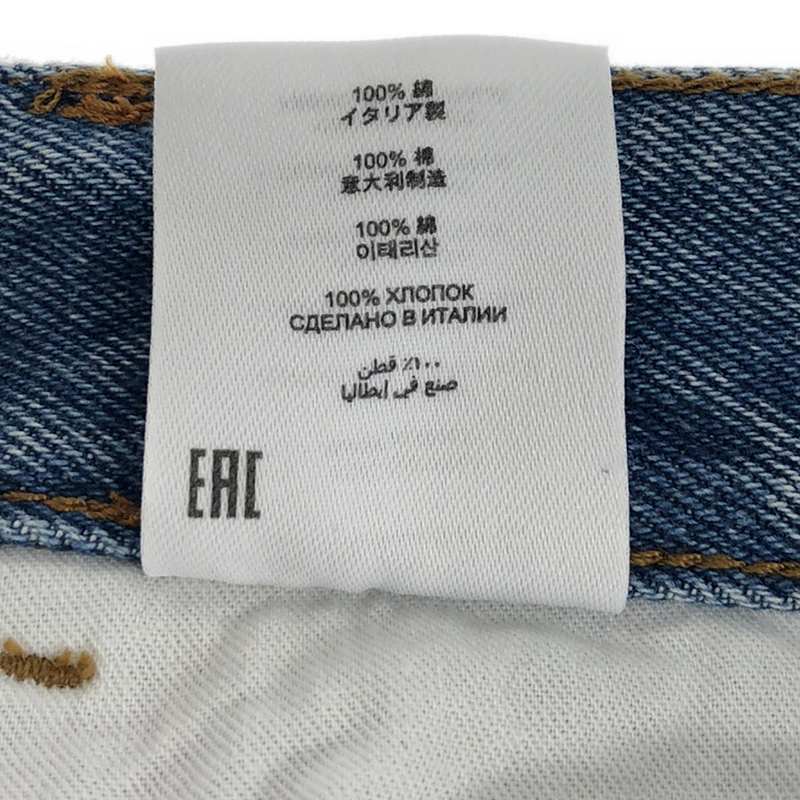 100% 綿
イタリア製
100% 棉
意大利制造
100% 綿
이태리산
100% ХЛОПОК
СДЕЛАНО В ИТАЛИИ
٪١٠٠ قطن
صنع في إيطاليا
EAC